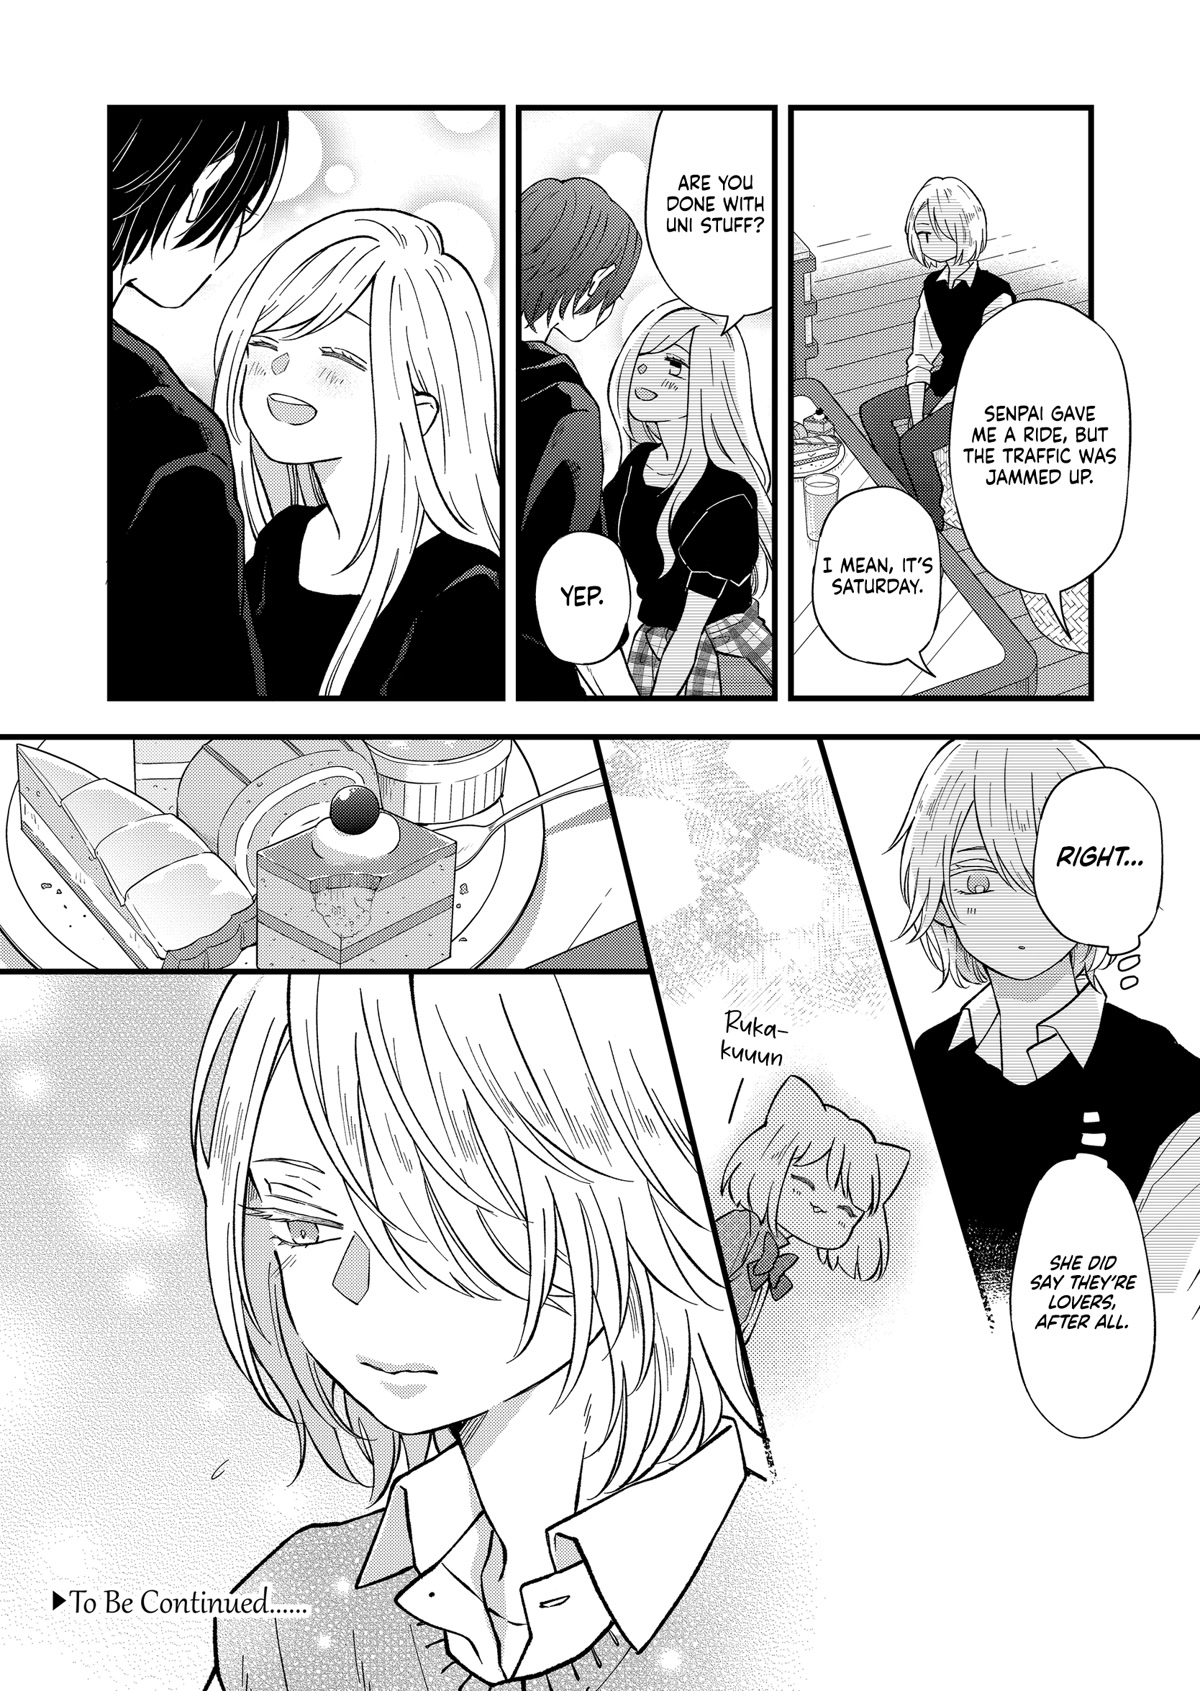 SENPAI GAVE
ME A RIDE, BUT
THE TRAFFIC WAS
JAMMED UP.
I MEAN, IT'S
SATURDAY.
ARE YOU
DONE WITH
UNI STUFF?
YEP.
RIGHT...
SHE DID
SAY THEY'RE
LOVERS,
AFTER ALL.
Ruka-
kuuun
▶To Be Continued......